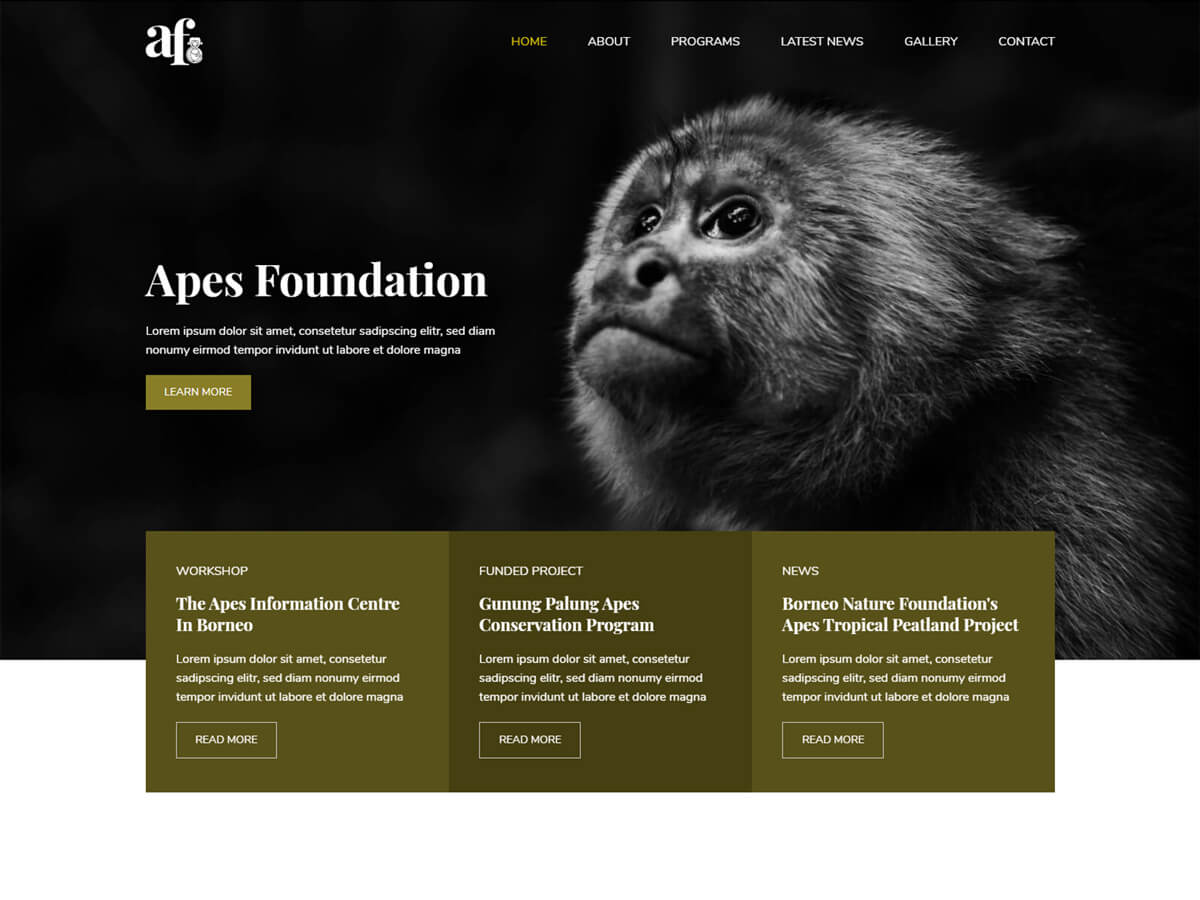 af
HOME ABOUT PROGRAMS LATEST NEWS GALLERY CONTACT
Apes Foundation
Lorem ipsum dolor sit amet, consetetur sadipscing elitr, sed diam
nonumy eirmod tempor invidunt ut labore et dolore magna
LEARN MORE
WORKSHOP
The Apes Information Centre
In Borneo
Lorem ipsum dolor sit amet, consetetur
sadipscing elitr, sed diam nonumy eirmod
tempor invidunt ut labore et dolore magna
READ MORE
FUNDED PROJECT
Gunung Palung Apes
Conservation Program
Lorem ipsum dolor sit amet, consetetur
sadipscing elitr, sed diam nonumy eirmod
tempor invidunt ut labore et dolore magna
READ MORE
NEWS
Borneo Nature Foundation's
Apes Tropical Peatland Project
Lorem ipsum dolor sit amet, consetetur
sadipscing elitr, sed diam nonumy eirmod
tempor invidunt ut labore et dolore magna
READ MORE